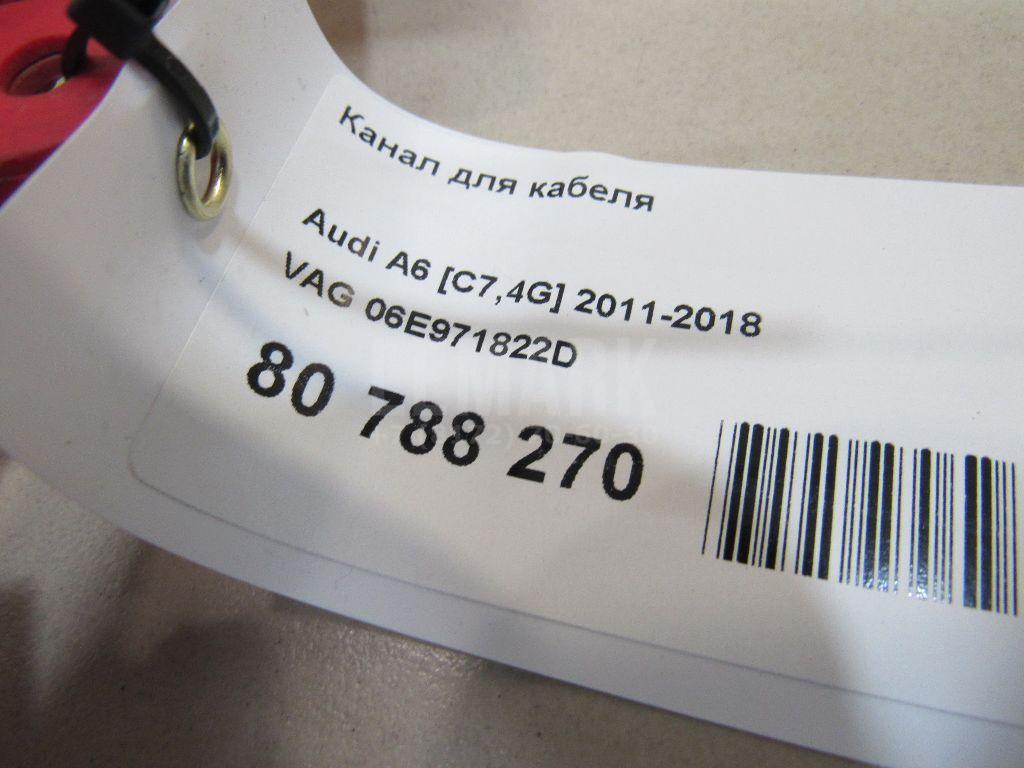 Канал для кабеля
Audi A6 [C7,4G] 2011-2018
VAG 06E971822D
80 788 270